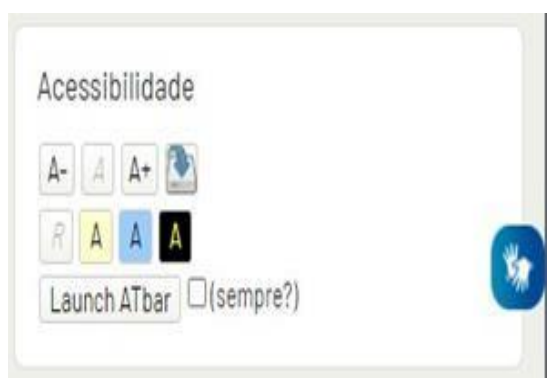 Acessibilidade
A- A A+
R A A A
Launch ATbar (sempre?)